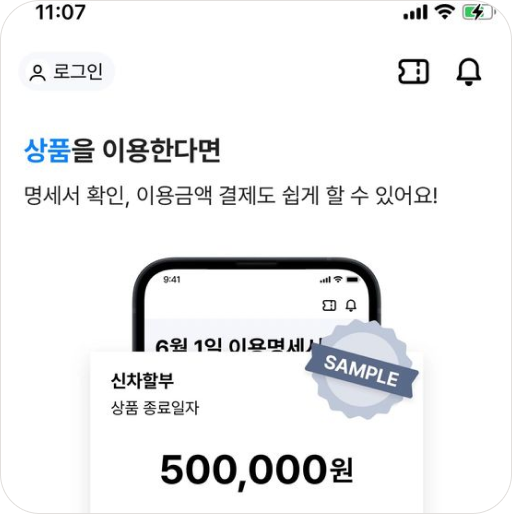 11:07
로그인
상품을 이용한다면
명세서 확인, 이용금액 결제도 쉽게 할 수 있어요!
9:41
6월 1일 이용명세서
SAMPLE
신차할부
상품 종료일자
500,000원